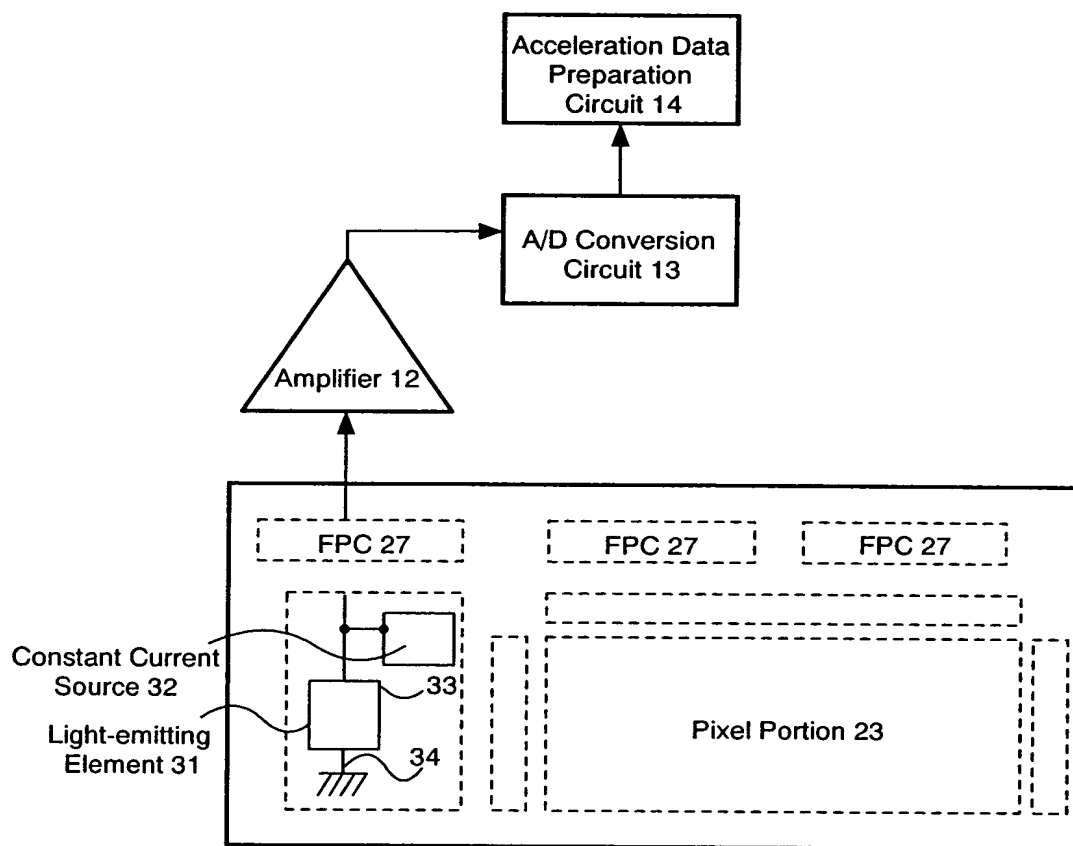 Acceleration Data
Preparation
Circuit 14
A/D Conversion
Circuit 13
Amplifier 12
FPC 27
FPC 27
FPC 27
Constant Current
Source 32
33
Light-emitting
Element 31
34
Pixel Portion 23